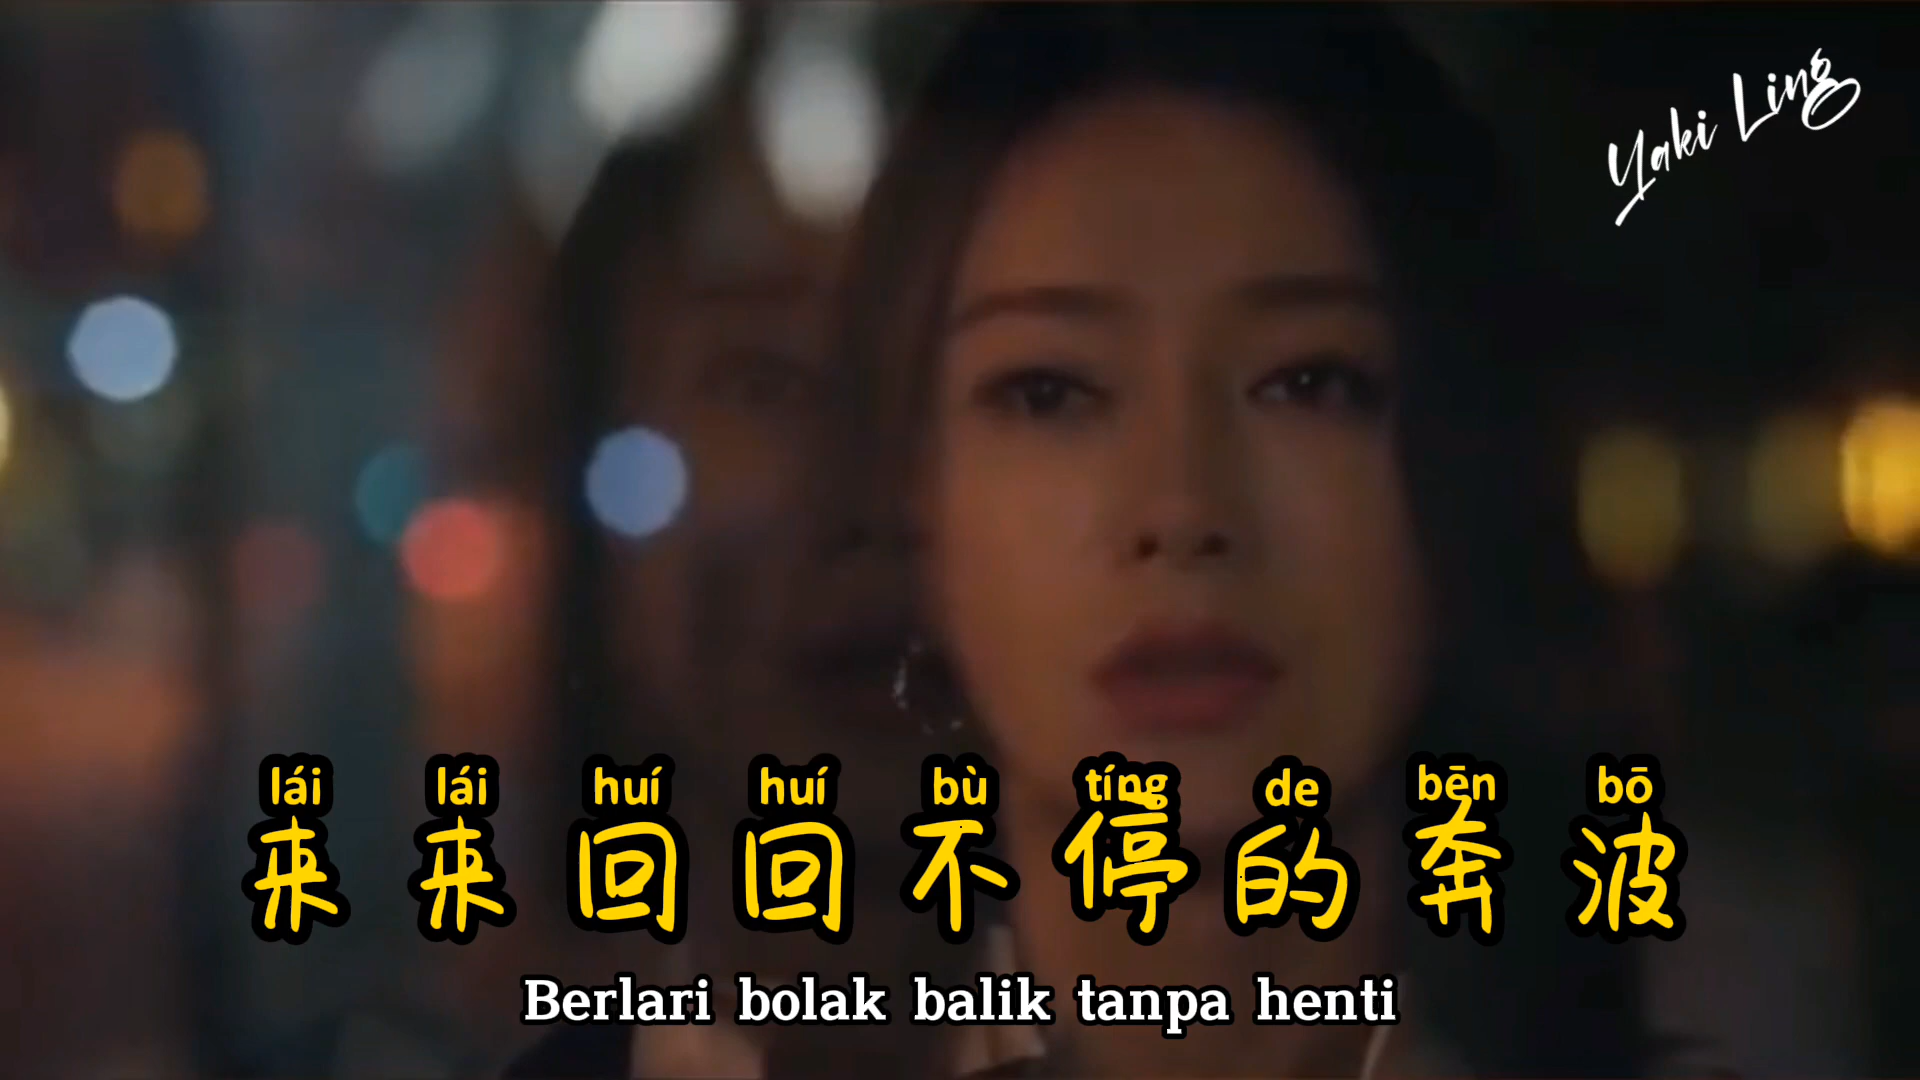 Yaki Ling
lái lái huí huí bù tíng de bēn bō
来来回回不停的奔波
Berlari bolak balik tanpa henti